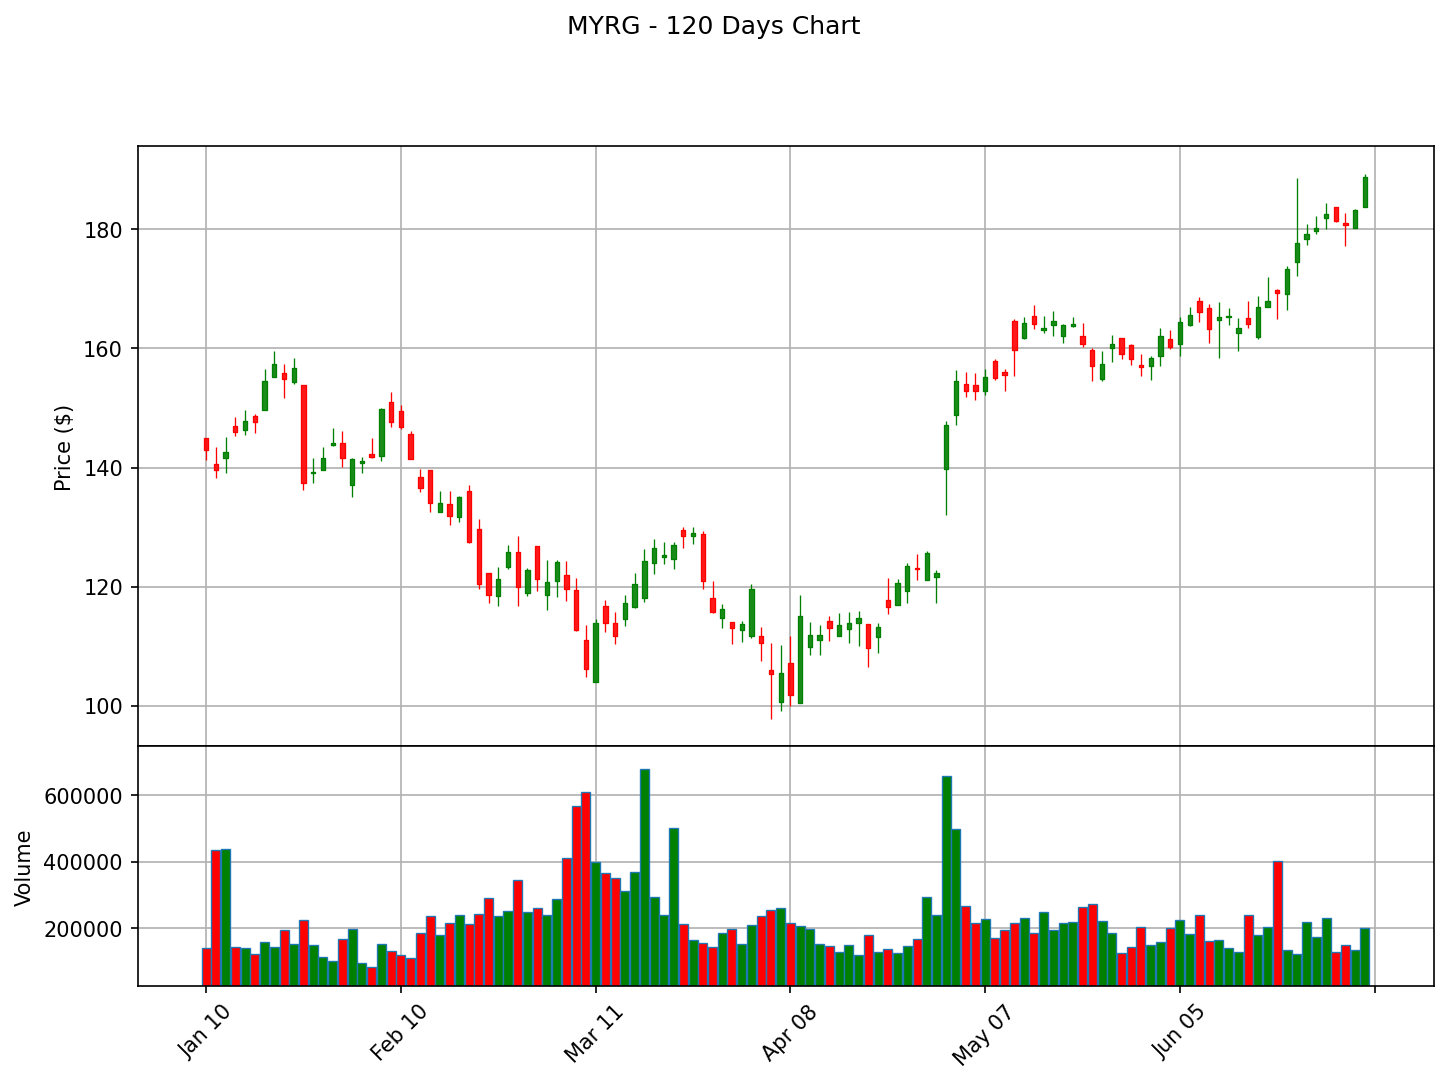 MYRG - 120 Days Chart
Price ($)
180
160
140
120
100
Volume
600000
400000
200000
Jan 10
Feb 10
Mar 11
Apr 08
May 07
Jun 05